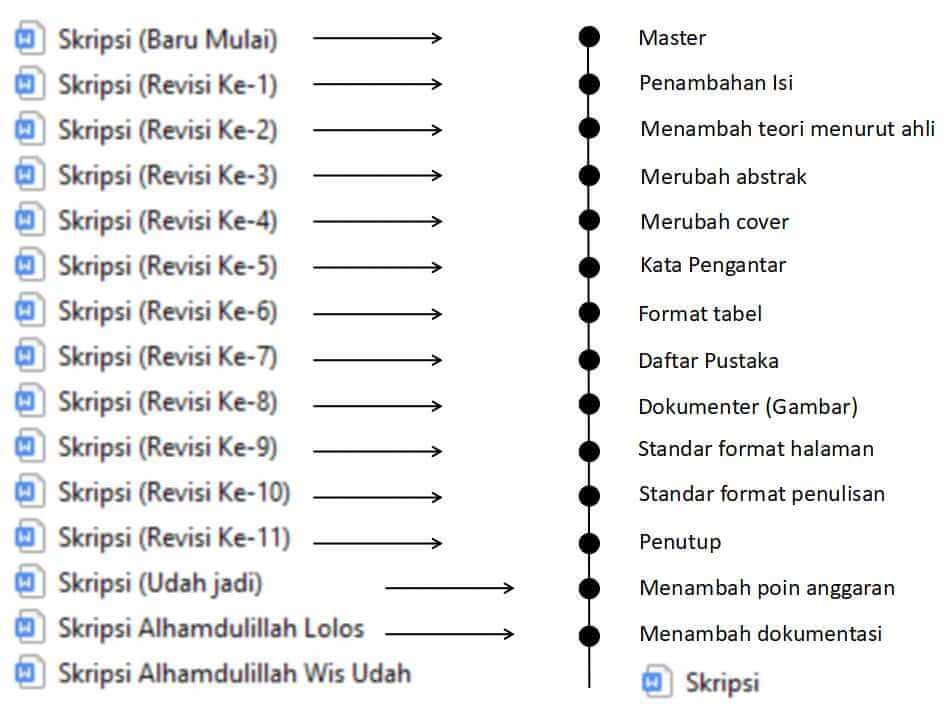 Skripsi (Baru Mulai)
Master
Skripsi (Revisi Ke-1)
Penambahan Isi
Skripsi (Revisi Ke-2)
Menambah teori menurut ahli
Skripsi (Revisi Ke-3)
Merubah abstrak
Skripsi (Revisi Ke-4)
Merubah cover
Skripsi (Revisi Ke-5)
Kata Pengantar
Skripsi (Revisi Ke-6)
Format tabel
Skripsi (Revisi Ke-7)
Daftar Pustaka
Skripsi (Revisi Ke-8)
Dokumenter (Gambar)
Skripsi (Revisi Ke-9)
Standar format halaman
Skripsi (Revisi Ke-10)
Standar format penulisan
Skripsi (Revisi Ke-11)
Penutup
Skripsi (Udah jadi)
Menambah poin anggaran
Skripsi Alhamdulillah Lolos
Menambah dokumentasi
Skripsi Alhamdulillah Wis Udah
Skripsi